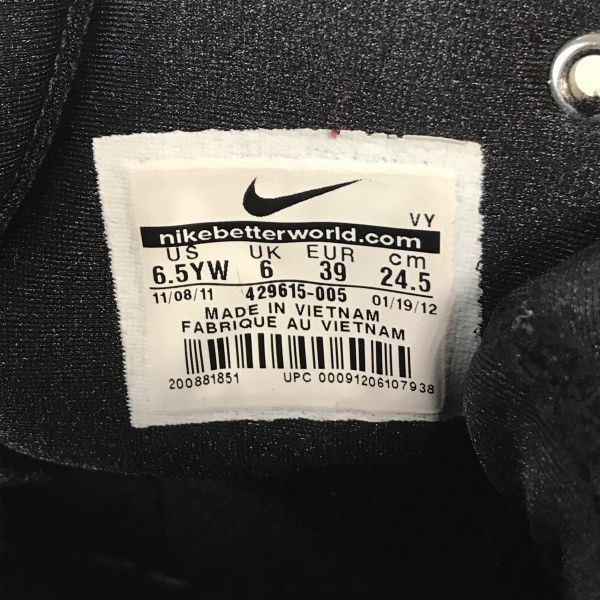 VY
nikebetterworld.com
US UK EUR cm
6.5YW 6 39 24.5
11/08/11 429615-005 01/19/12
MADE IN VIETNAM
FABRIQUE AU VIETNAM
200881851 UPC 00091206107938